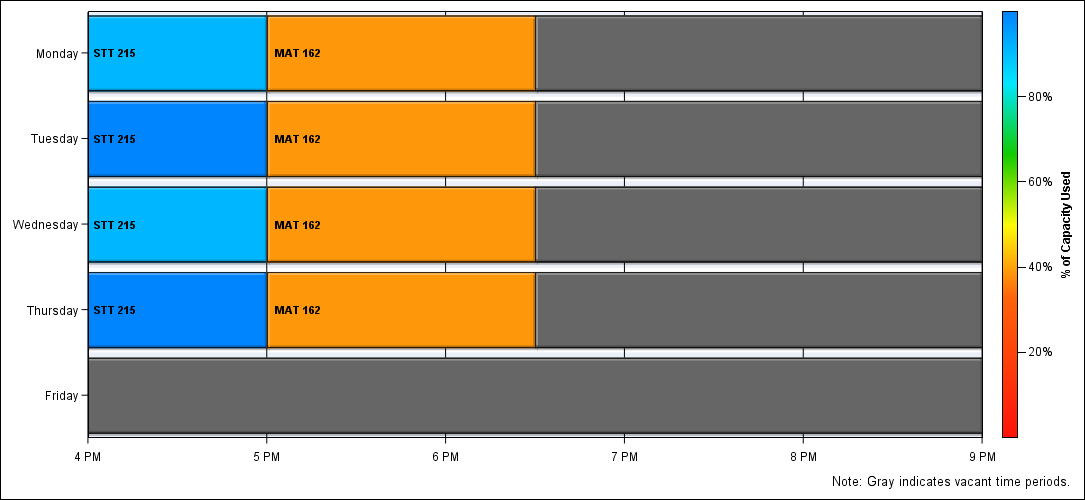 Monday
STT 215
MAT 162
Tuesday
STT 215
MAT 162
Wednesday
STT 215
MAT 162
Thursday
STT 215
MAT 162
Friday
4 PM
5 PM
6 PM
7 PM
8 PM
9 PM
80%
60%
40%
20%
% of Capacity Used
Note: Gray indicates vacant time periods.